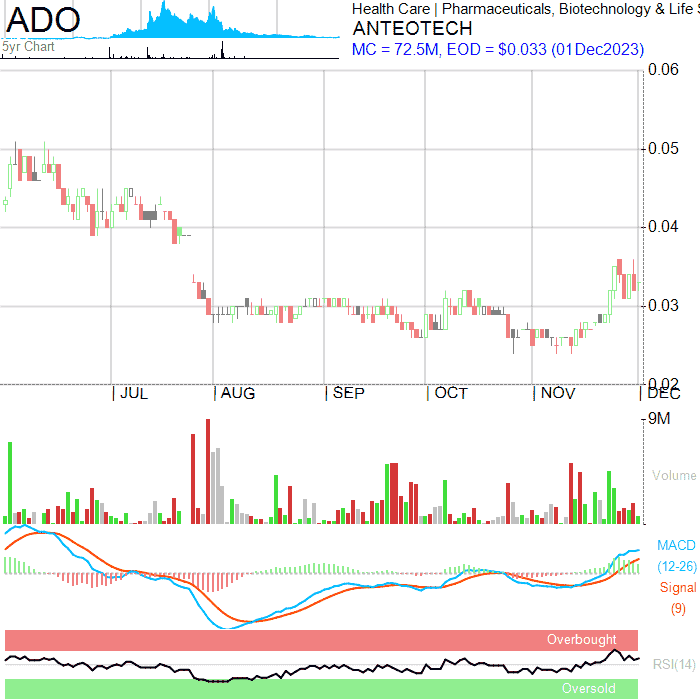 ADO
5yr Chart
Health Care | Pharmaceuticals, Biotechnology & Life S
ANTEOTECH
MC = 72.5M, EOD = $0.033 (01Dec2023)
0.06
0.05
0.04
0.03
0.02
| JUL | AUG | SEP | OCT | NOV | DEC
9M
Volume
MACD
(12-26)
Signal
(9)
Overbought
RSI(14)
Oversold